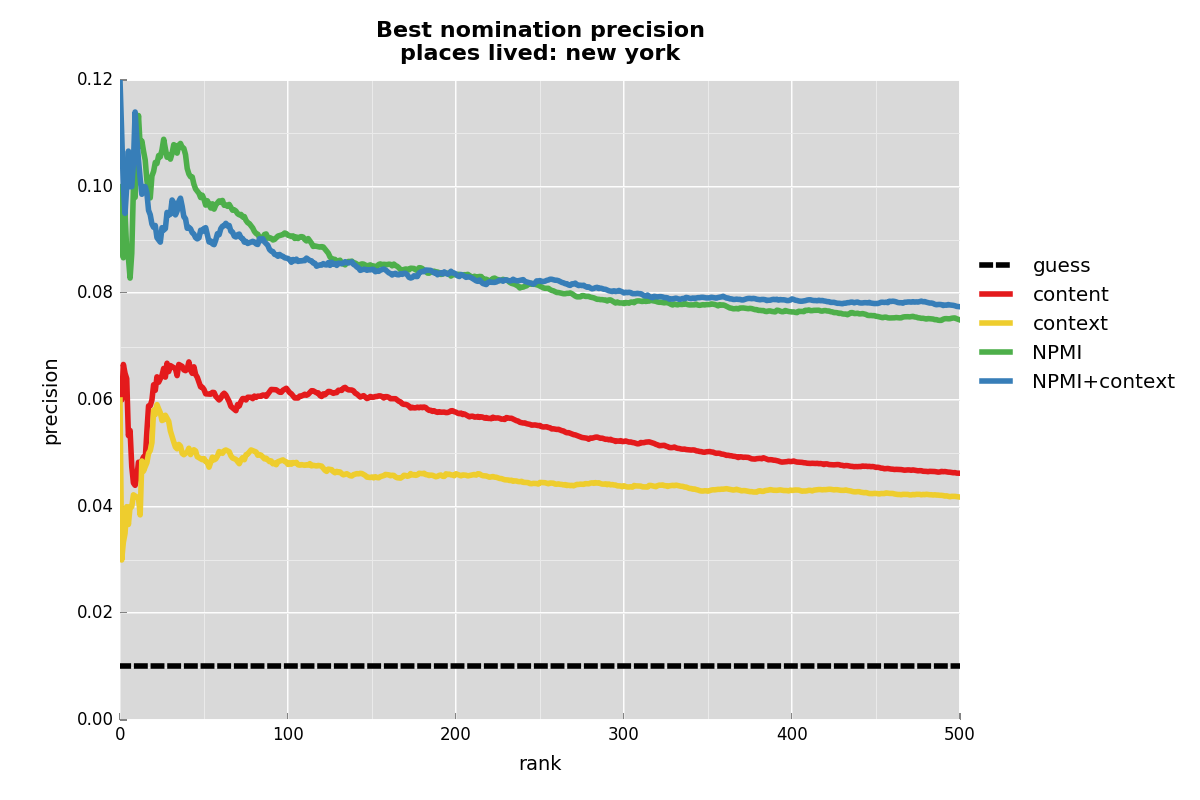 Best nomination precision
places lived: new york
0.12
0.10
0.08
0.06
0.04
0.02
0.00
precision
0 100 200 300 400 500
rank
guess
content
context
NPMI
NPMI+context